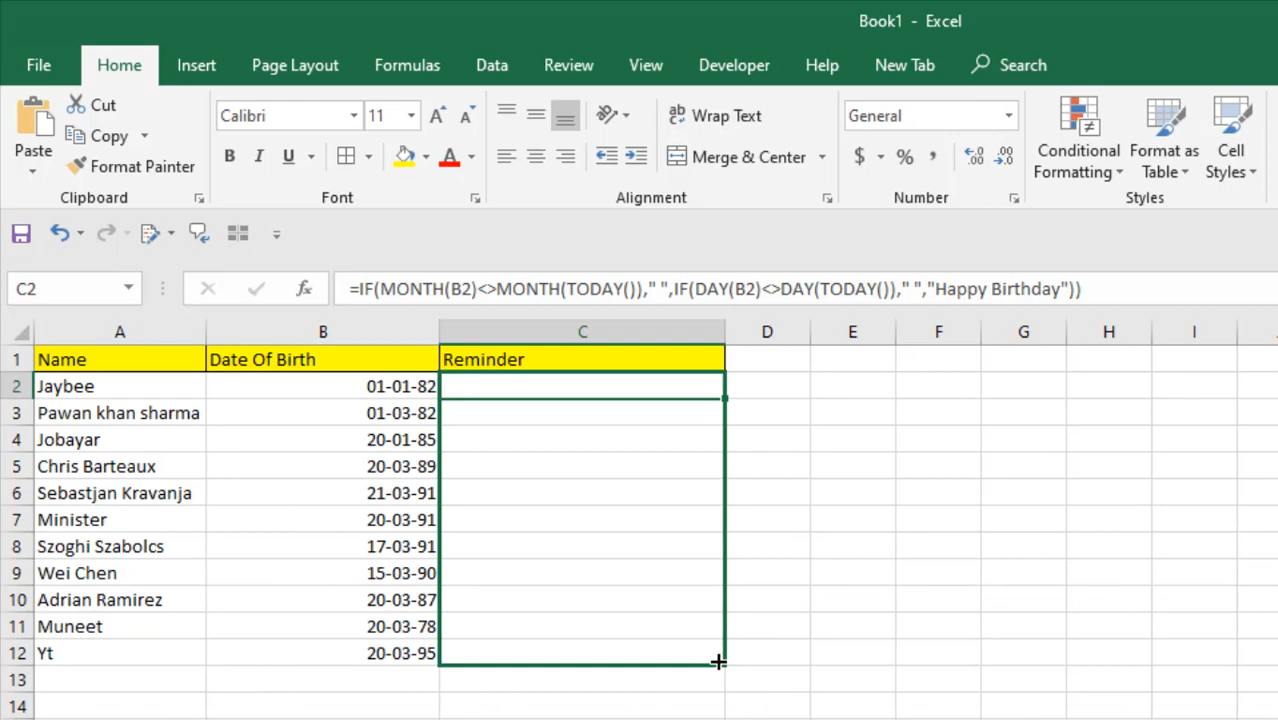 Book1 - Excel
File Home Insert Page Layout Formulas Data Review View Developer Help New Tab Search
Paste
Cut
Copy
Format Painter
Clipboard
Calibri 11 A A
B I U A
Font
ab Wrap Text
Merge & Center
Alignment
General
$ % , .00 .00
Number
Conditional Formatting
Format as Table
Cell Styles
Styles
C2 fx =IF(MONTH(B2)<>MONTH(TODAY())," ",IF(DAY(B2)<>DAY(TODAY())," ","Happy Birthday"))
A B C D E F G H I
1 Name Date Of Birth Reminder
2 Jaybee 01-01-82
3 Pawan khan sharma 01-03-82
4 Jobayar 20-01-85
5 Chris Barteaux 20-03-89
6 Sebastjan Kravanja 21-03-91
7 Minister 20-03-91
8 Szoghi Szabolcs 17-03-91
9 Wei Chen 15-03-90
10 Adrian Ramirez 20-03-87
11 Muneet 20-03-78
12 Yt 20-03-95
13
14